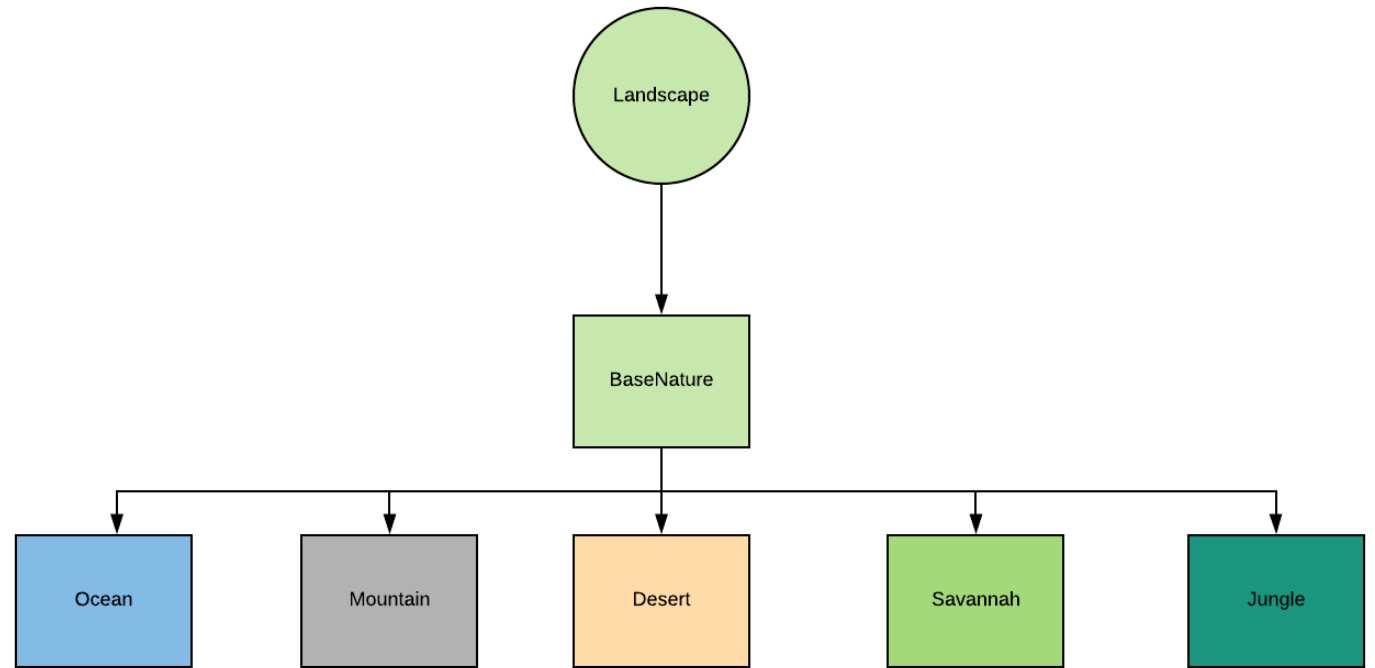 Landscape
BaseNature
Ocean
Mountain
Desert
Savannah
Jungle